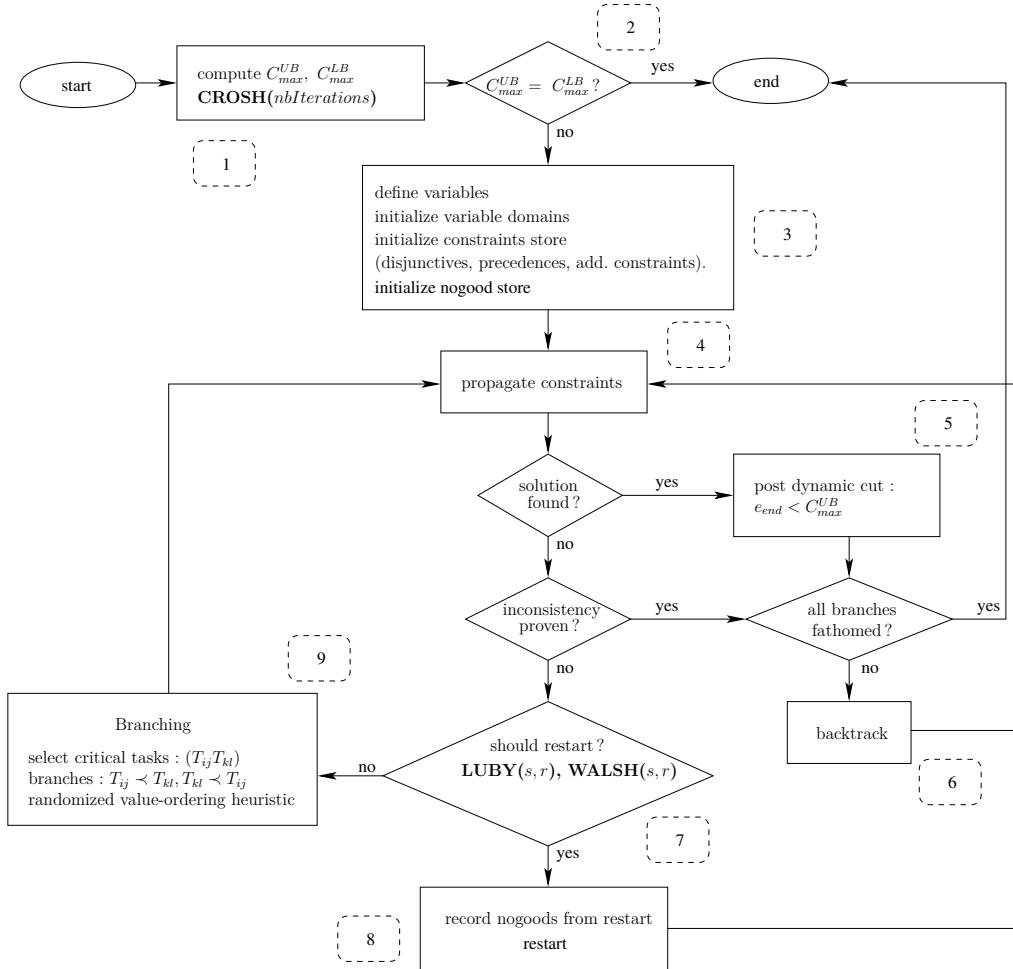 2
start
compute C_{max}^{UB}, C_{max}^{LB}
CROSH(nbIterations)
C_{max}^{UB} = C_{max}^{LB} ?
yes
end
no
1
define variables
initialize variable domains
initialize constraints store
(disjunctives, precedences, add. constraints).
initialize nogood store
3
4
propagate constraints
5
solution
found ?
yes
post dynamic cut :
e_{end} < C_{max}^{UB}
no
inconsistency
proven ?
yes
all branches
fathomed ?
yes
9
no
no
Branching
select critical tasks : (T_{ij}T_{kl})
branches : T_{ij} ≺ T_{kl}, T_{kl} ≺ T_{ij}
randomized value-ordering heuristic
no
should restart ?
LUBY(s, r), WALSH(s, r)
backtrack
6
7
yes
8
record nogoods from restart
restart